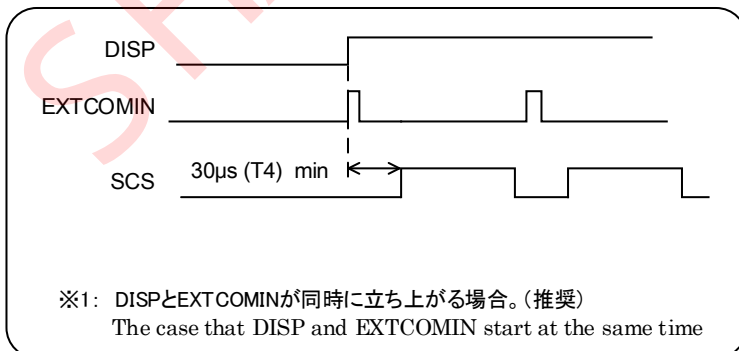 DISP
EXTCOMIN
SCS
30µs (T4) min
※1: DISPとEXTCOMINが同時に立ち上がる場合。(推奨)
The case that DISP and EXTCOMIN start at the same time
SH